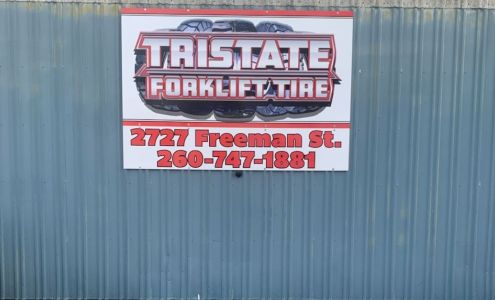 TRISTATE
FORKLIFT TIRE
2727 Freeman St.
260-747-1881